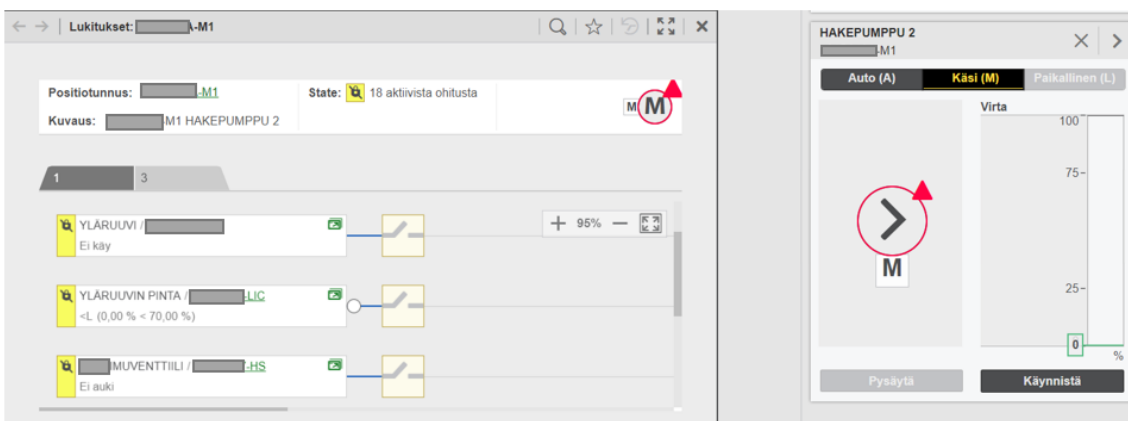 Lukitukset: -M1
Positiotunnus: -M1
State: 18 aktiivista ohitusta
M M
Kuvaus: -M1 HAKEPUMPPU 2
1 3
YLÄRUUVI /
Ei käy
95%
YLÄRUUVIN PINTA / -LIC
<L (0,00 % < 70,00 %)
IMUVENTTIILI / -HS
Ei auki
HAKEPUMPPU 2
-M1
Auto (A) Käsi (M) Paikallinen (L)
Virta
100
75
M
25
0
%
Pysäytä Käynnistä